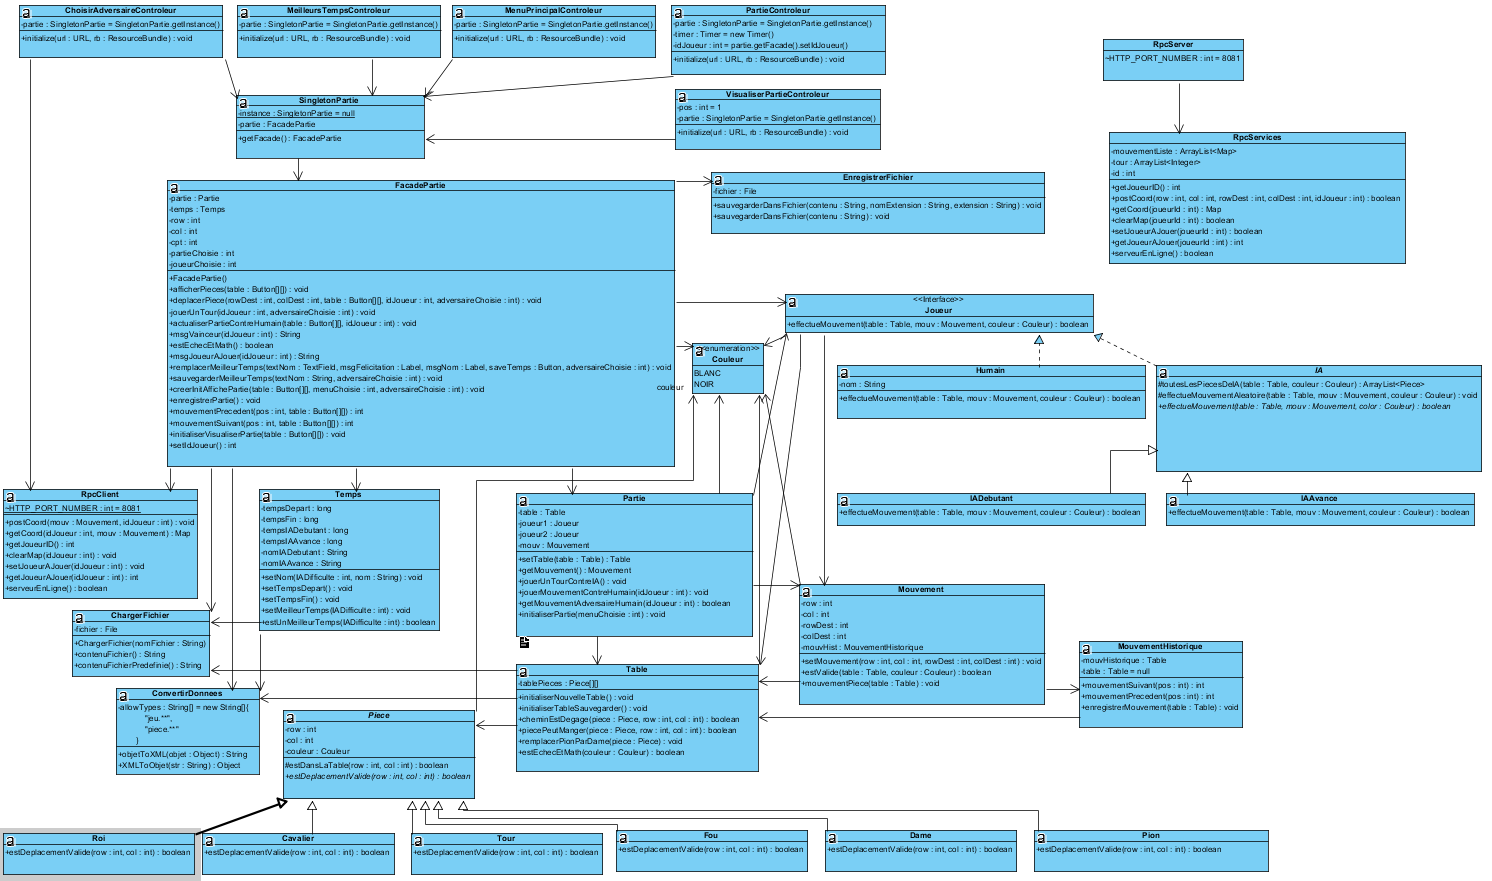 ChoisirAdversaireControleur
-partie : SingletonPartie = SingletonPartie.getInstance()
+initialize(url : URL, rb : ResourceBundle) : void
MeilleursTempsControleur
-partie : SingletonPartie = SingletonPartie.getInstance()
+initialize(url : URL, rb : ResourceBundle) : void
MenuPrincipalControleur
-partie : SingletonPartie = SingletonPartie.getInstance()
+initialize(url : URL, rb : ResourceBundle) : void
PartieControleur
-partie : SingletonPartie = SingletonPartie.getInstance()
-timer : Timer = new Timer()
-idJoueur : int = partie.getFacade().setIdJoueur()
+initialize(url : URL, rb : ResourceBundle) : void
RpcServer
~HTTP_PORT_NUMBER : int = 8081
SingletonPartie
-instance : SingletonPartie = null
-partie : FacadePartie
+getFacade() : FacadePartie
VisualiserPartieControleur
-pos : int = 1
-partie : SingletonPartie = SingletonPartie.getInstance()
+initialize(url : URL, rb : ResourceBundle) : void
RpcServices
-mouvementListe : ArrayList<Map>
-tour : ArrayList<Integer>
-id : int
+getJoueurID() : int
+postCoord(row : int, col : int, rowDest : int, colDest : int, idJoueur : int) : boolean
+getCoord(joueurId : int) : Map
+clearMap(joueurId : int) : boolean
+setJoueurAJouer(joueurId : int) : boolean
+getJoueurAJouer(joueurId : int) : int
+serveurEnLigne() : boolean
FacadePartie
-partie : Partie
-temps : Temps
-row : int
-col : int
-cpt : int
-partieChoisie : int
-joueurChoisie : int
+FacadePartie()
+afficherPieces(table : Button[][]) : void
+deplacerPiece(rowDest : int, colDest : int, table : Button[][], idJoueur : int, adversaireChoisie : int) : void
-jouerUnTour(idJoueur : int, adversaireChoisie : int) : void
+actualiserPartieContreHumain(table : Button[][], idJoueur : int) : void
+msgVainceur(idJoueur : int) : String
+estEchecEtMath() : boolean
+msgJoueurAJouer(idJoueur : int) : String
+remplacerMeilleurTemps(textNom : TextField, msgFelicitation : Label, msgNom : Label, saveTemps : Button, adversaireChoisie : int) : void
+sauvegarderMeilleurTemps(textNom : String, adversaireChoisie : int) : void
+creerInitAffichePartie(table : Button[][], menuChoisie : int, adversaireChoisie : int) : void
+enregistrerPartie() : void
+mouvementPrecedent(pos : int, table : Button[][]) : int
+mouvementSuivant(pos : int, table : Button[][]) : int
+initialiserVisualiserPartie(table : Button[][]) : void
+setIdJoueur() : int
EnregistrerFichier
-fichier : File
+sauvegarderDansFichier(contenu : String, nomExtension : String, extension : String) : void
+sauvegarderDansFichier(contenu : String) : void
<<Interface>>
Joueur
+effectueMouvement(table : Table, mouv : Mouvement, couleur : Couleur) : boolean
<<enumeration>>
Couleur
BLANC
NOIR
couleur
Humain
-nom : String
+effectueMouvement(table : Table, mouv : Mouvement, couleur : Couleur) : boolean
IA
#toutesLesPiecesDeIA(table : Table, couleur : Couleur) : ArrayList<Piece>
#effectueMouvementAleatoire(table : Table, mouv : Mouvement, couleur : Couleur) : void
+effectueMouvement(table : Table, mouv : Mouvement, color : Couleur) : boolean
IADebutant
+effectueMouvement(table : Table, mouv : Mouvement, couleur : Couleur) : boolean
IAAvance
+effectueMouvement(table : Table, mouv : Mouvement, couleur : Couleur) : boolean
RpcClient
~HTTP_PORT_NUMBER : int = 8081
+postCoord(mouv : Mouvement, idJoueur : int) : void
+getCoord(idJoueur : int, mouv : Mouvement) : Map
+getJoueurID() : int
+clearMap(idJoueur : int) : void
+setJoueurAJouer(idJoueur : int) : void
+getJoueurAJouer(idJoueur : int) : int
+serveurEnLigne() : boolean
Temps
-tempsDepart : long
-tempsFin : long
-tempsIADebutant : long
-tempsIAAvance : long
-nomIADebutant : String
-nomIAAvance : String
+setNom(IADifficulte : int, nom : String) : void
+setTempsDepart() : void
+setTempsFin() : void
+setMeilleurTemps(IADifficulte : int) : void
+estUnMeilleurTemps(IADifficulte : int) : boolean
Partie
-table : Table
-joueur1 : Joueur
-joueur2 : Joueur
-mouv : Mouvement
+setTable(table : Table) : Table
+getMouvement() : Mouvement
+jouerUnTourContreIA() : void
+jouerMouvementContreHumain(idJoueur : int) : void
+getMouvementAdversaireHumain(idJoueur : int) : boolean
+initialiserPartie(menuChoisie : int) : void
Mouvement
-row : int
-col : int
-rowDest : int
-colDest : int
-mouvHist : MouvementHistorique
+setMouvement(row : int, col : int, rowDest : int, colDest : int) : void
+estValide(table : Table, couleur : Couleur) : boolean
+mouvementPiece(table : Table) : void
ChargerFichier
-fichier : File
+ChargerFichier(nomFichier : String)
+contenuFichier() : String
+contenuFichierPredefinie() : String
MouvementHistorique
-mouvHistorique : Table
-table : Table = null
+mouvementSuivant(pos : int) : int
+mouvementPrecedent(pos : int) : int
+enregistrerMouvement(table : Table) : void
Table
-tablePieces : Piece[][]
+initialiserNouvelleTable() : void
+initialiserTableSauvegarder() : void
+cheminEstDegage(piece : Piece, row : int, col : int) : boolean
+piecePeutManger(piece : Piece, row : int, col : int) : boolean
+remplacerPionParDame(piece : Piece) : void
+estEchecEtMath(couleur : Couleur) : boolean
ConvertirDonnees
-allowTypes : String[] = new String[]{
"jeu.**",
"piece.**"
}
+objetToXML(objet : Object) : String
+XMLToObjet(str : String) : Object
Piece
-row : int
-col : int
-couleur : Couleur
#estDansLaTable(row : int, col : int) : boolean
+estDeplacementValide(row : int, col : int) : boolean
Roi
+estDeplacementValide(row : int, col : int) : boolean
Cavalier
+estDeplacementValide(row : int, col : int) : boolean
Tour
+estDeplacementValide(row : int, col : int) : boolean
Fou
+estDeplacementValide(row : int, col : int) : boolean
Dame
+estDeplacementValide(row : int, col : int) : boolean
Pion
+estDeplacementValide(row : int, col : int) : boolean